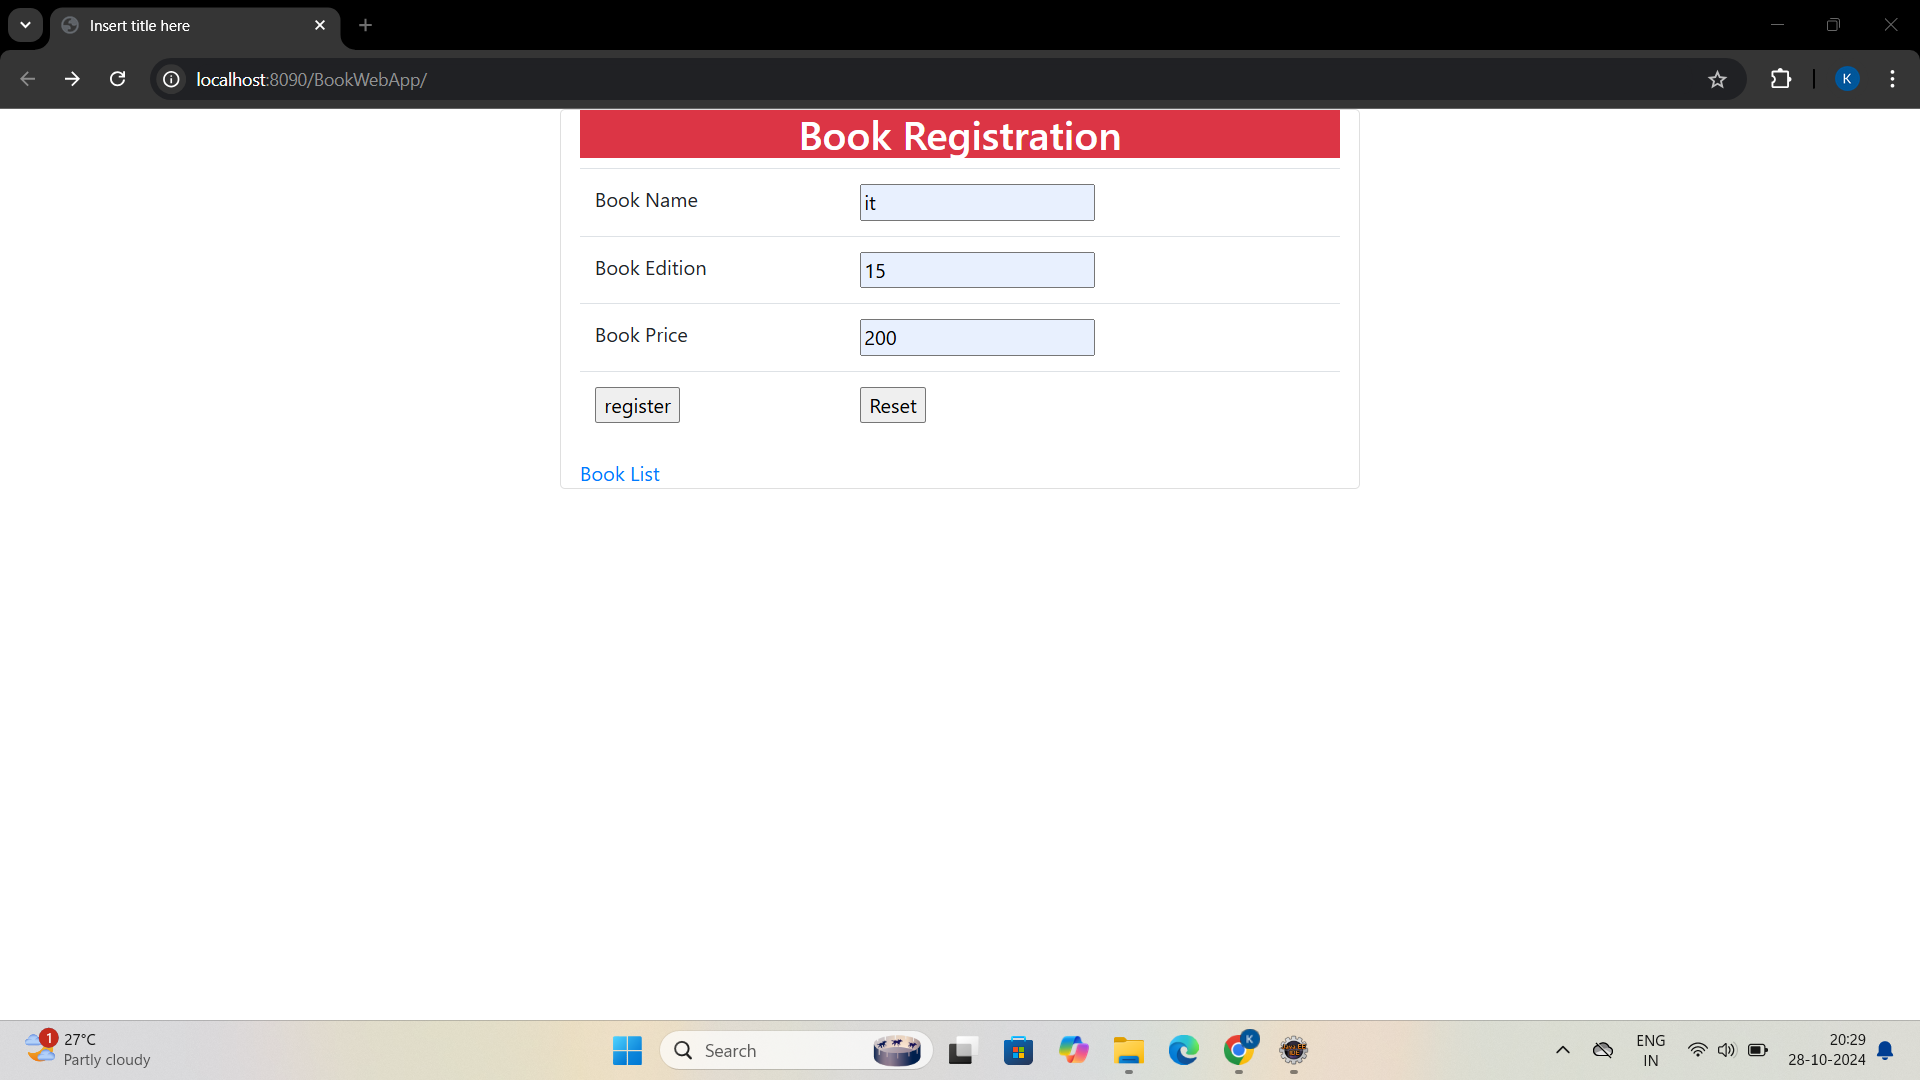 Insert title here
localhost:8090/BookWebApp/
K
Book Registration
Book Name
it
Book Edition
15
Book Price
200
register
Reset
Book List
1
27°C
Partly cloudy
Search
K
ENG
IN
20:29
28-10-2024